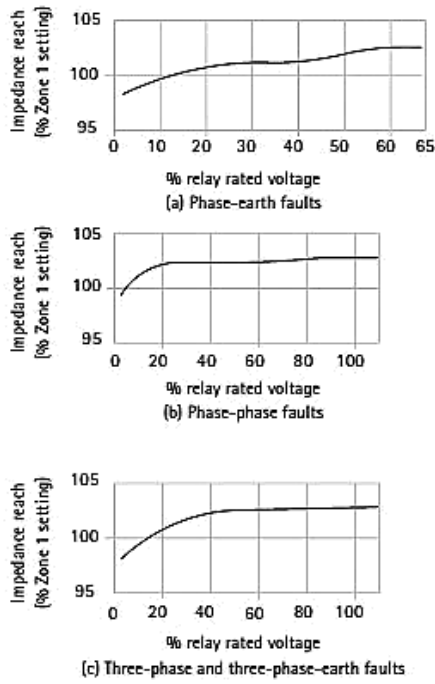 Impedance reach
(% Zone 1 setting)
105
100
95
0 10 20 30 40 50 60 65
% relay rated voltage
(a) Phase-earth faults
Impedance reach
(% Zone 1 setting)
105
100
95
0 20 40 60 80 100
% relay rated voltage
(b) Phase-phase faults
Impedance reach
(% Zone 1 setting)
105
100
95
0 20 40 60 80 100
% relay rated voltage
(c) Three-phase and three-phase-earth faults